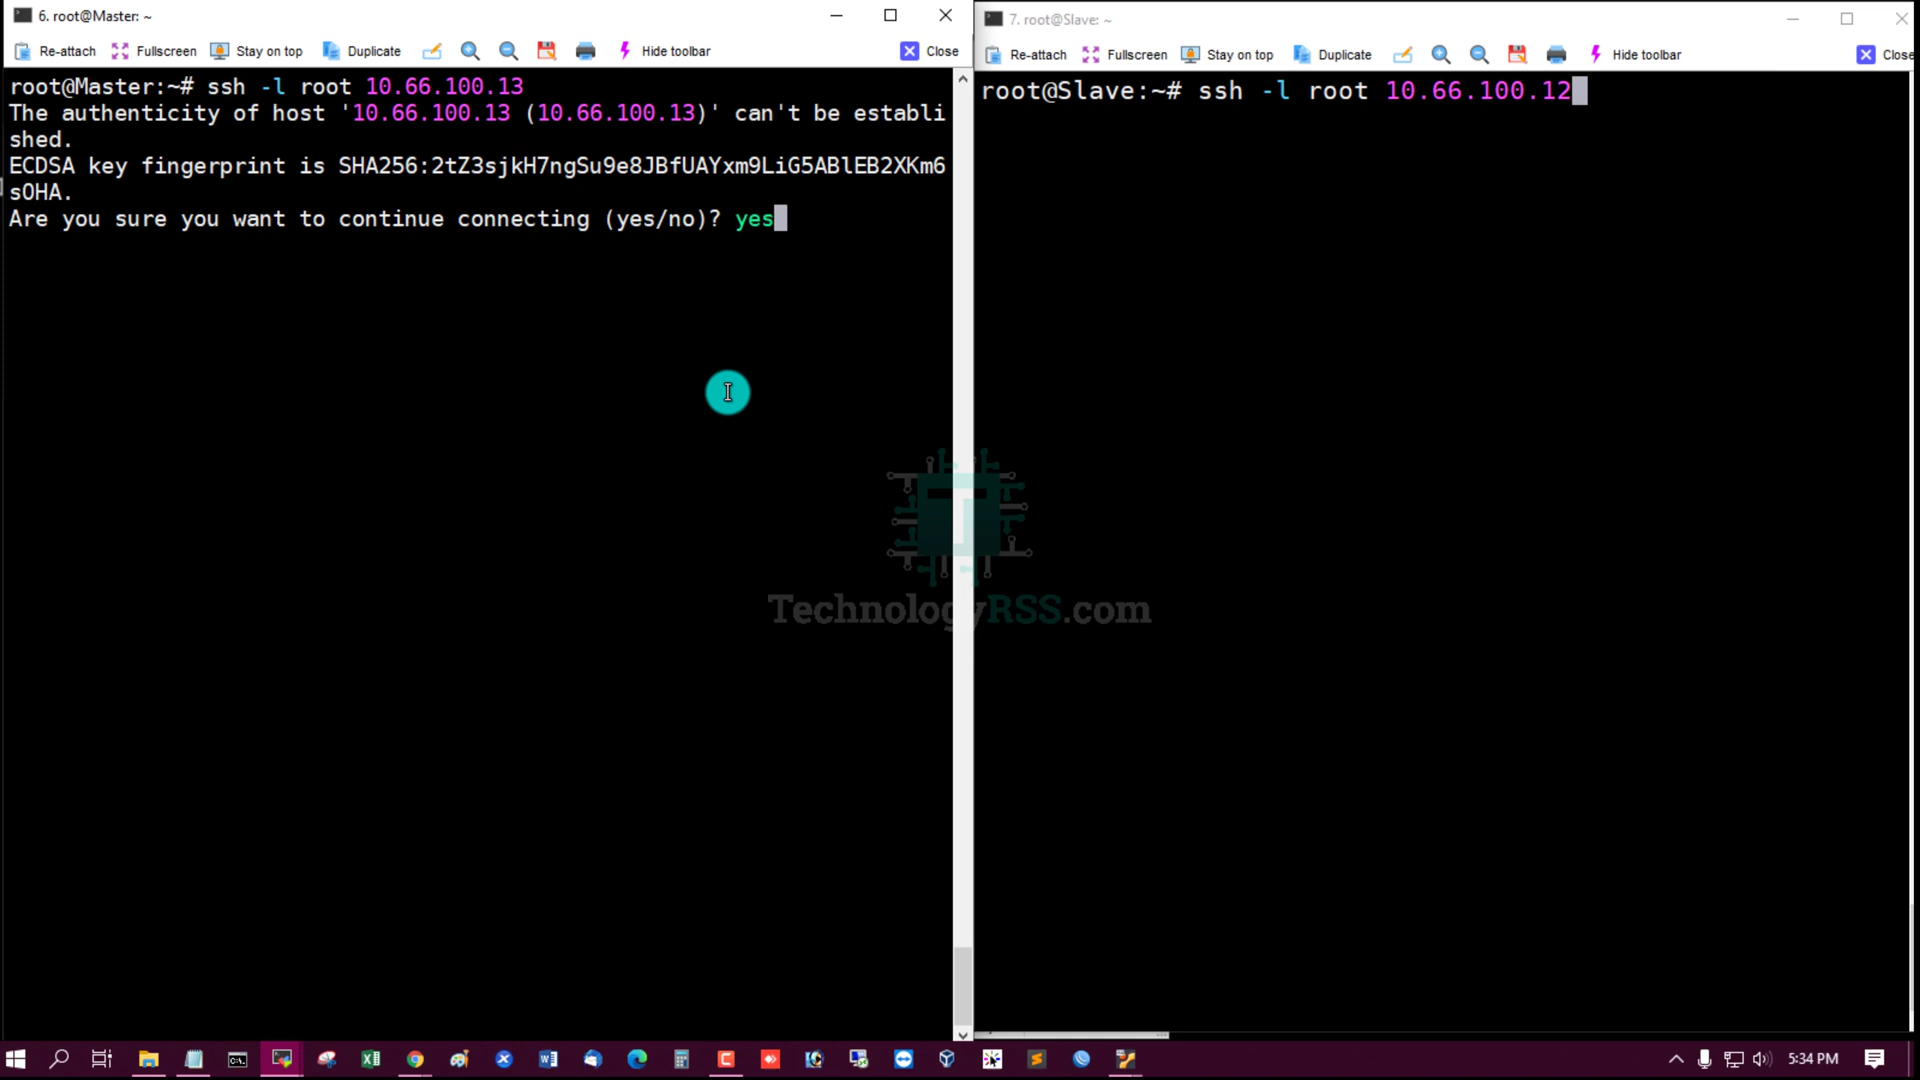 6. root@Master: ~
Re-attach Fullscreen Stay on top Duplicate Hide toolbar Close
root@Master:~# ssh -l root 10.66.100.13
The authenticity of host '10.66.100.13 (10.66.100.13)' can't be establi
shed.
ECDSA key fingerprint is SHA256:2tZ3sjkH7ngSu9e8JBfUAYxm9LiG5ABlEB2XKm6
sOHA.
Are you sure you want to continue connecting (yes/no)? yes
7. root@Slave: ~
Re-attach Fullscreen Stay on top Duplicate Hide toolbar Close
root@Slave:~# ssh -l root 10.66.100.12
TechnologyRSS.com
5:34 PM